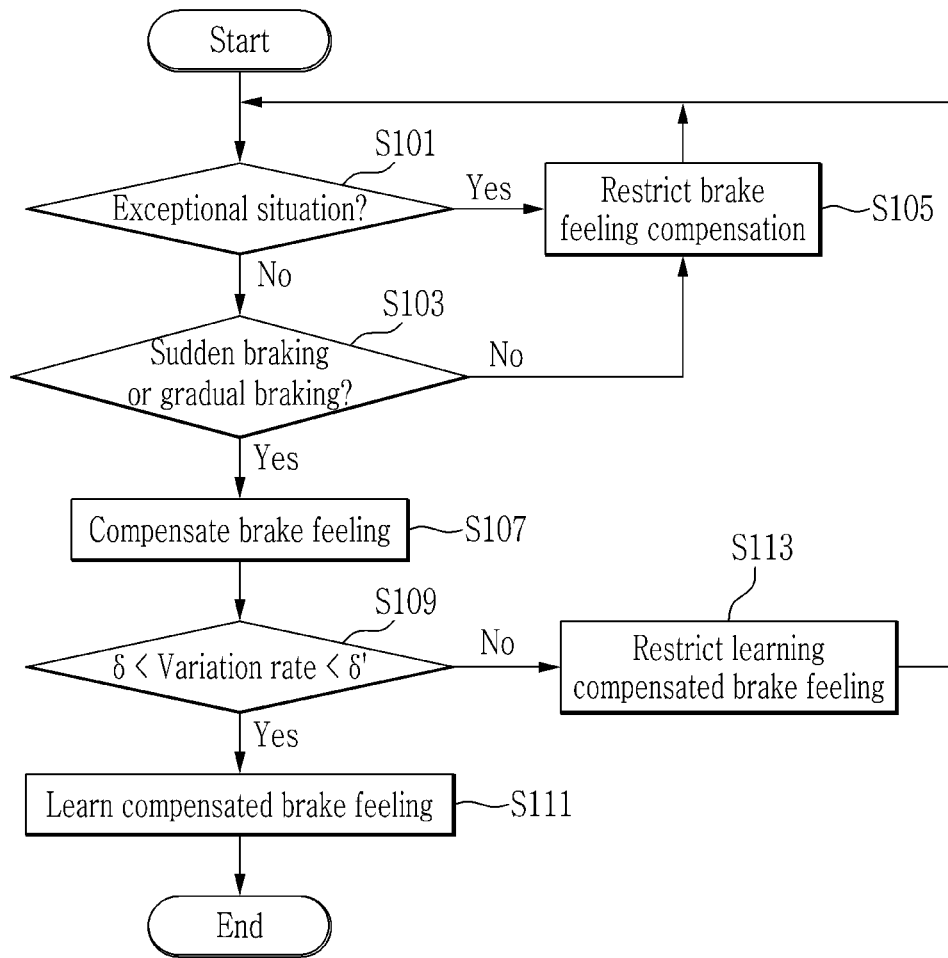 Start
S101
Exceptional situation?
Yes
Restrict brake
feeling compensation
S105
No
S103
Sudden braking
or gradual braking?
No
Yes
Compensate brake feeling
S107
S113
S109
δ < Variation rate < δ'
No
Restrict learning
compensated brake feeling
Yes
Learn compensated brake feeling
S111
End